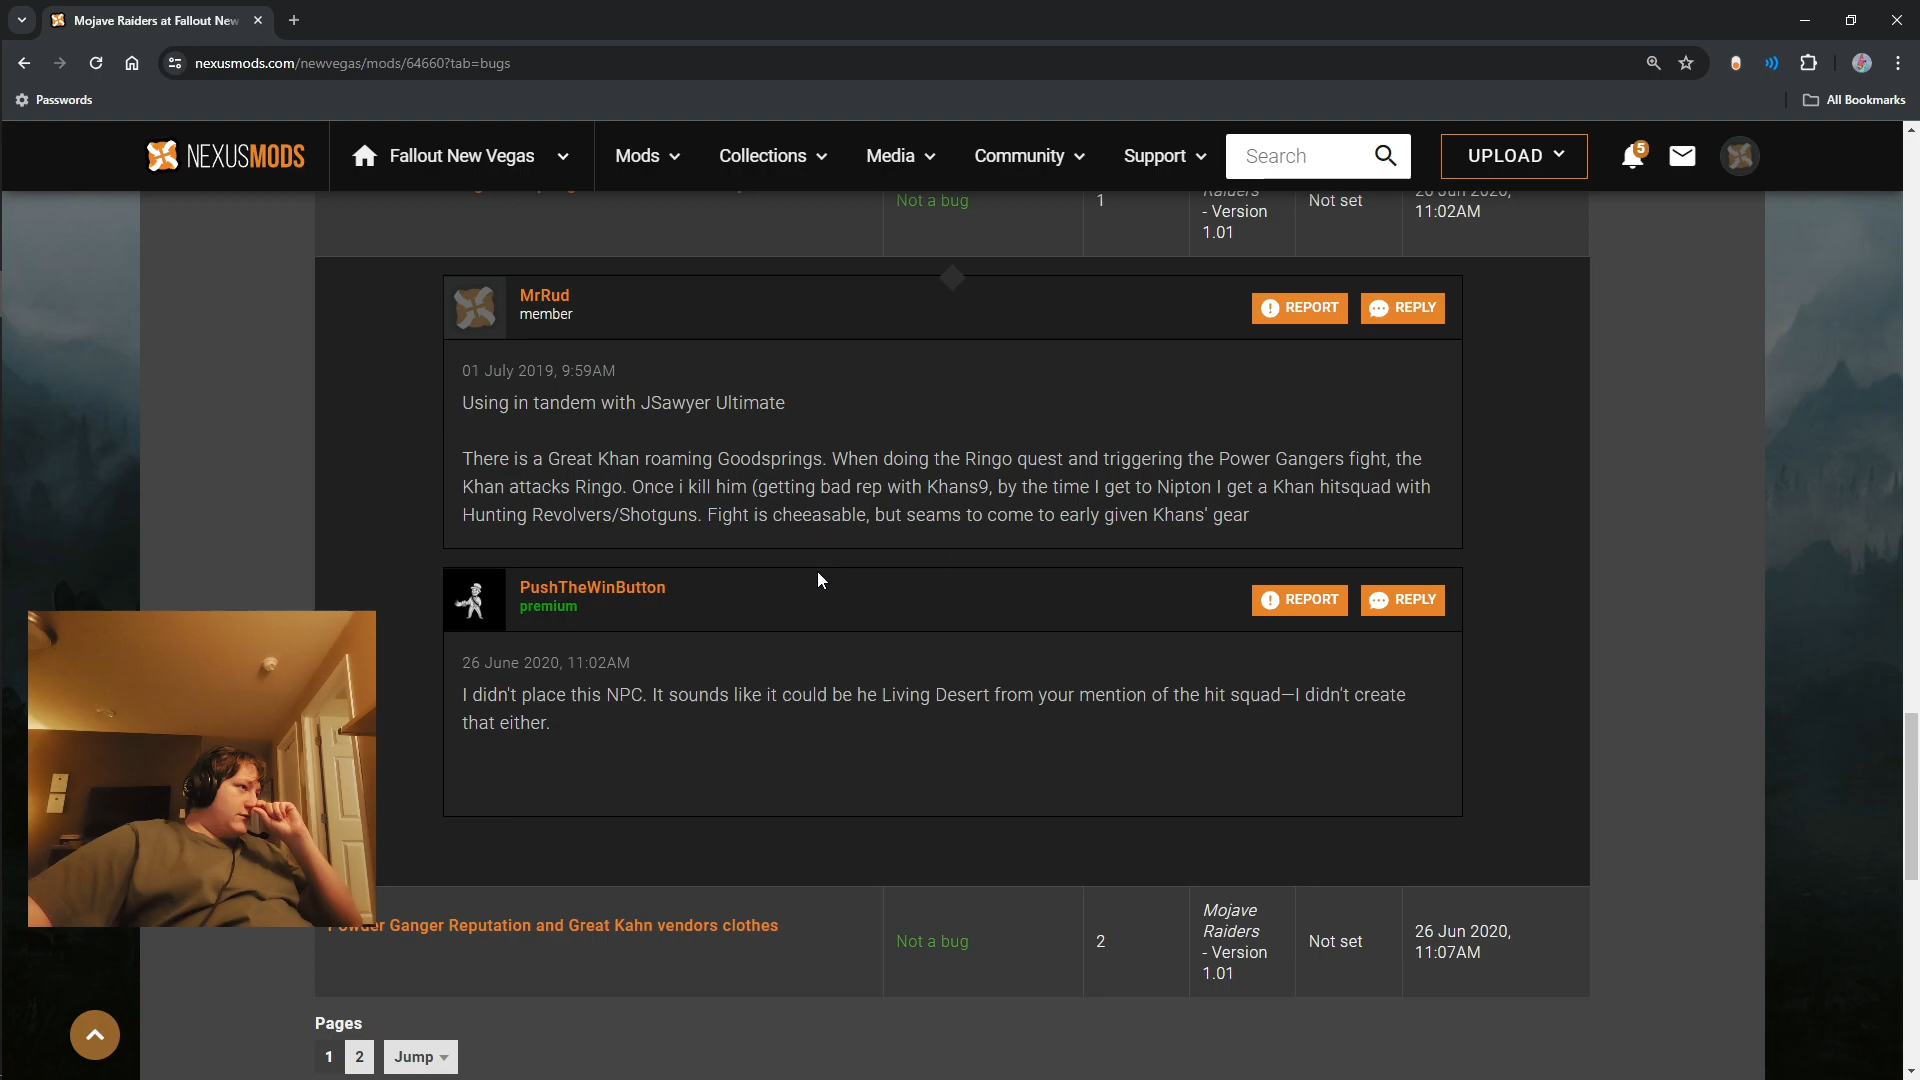 Mojave Raiders at Fallout New
nexusmods.com/newvegas/mods/64660?tab=bugs
Passwords
All Bookmarks
NEXUSMODS
Fallout New Vegas
Mods
Collections
Media
Community
Support
Search
UPLOAD
5
Not a bug
1
Raiders
- Version
1.01
Not set
26 Jun 2020,
11:02AM
MrRud
member
REPORT
REPLY
01 July 2019, 9:59AM
Using in tandem with JSawyer Ultimate
There is a Great Khan roaming Goodsprings. When doing the Ringo quest and triggering the Power Gangers fight, the
Khan attacks Ringo. Once i kill him (getting bad rep with Khans9, by the time I get to Nipton I get a Khan hitsquad with
Hunting Revolvers/Shotguns. Fight is cheeasable, but seams to come to early given Khans' gear
PushTheWinButton
premium
REPORT
REPLY
26 June 2020, 11:02AM
I didn't place this NPC. It sounds like it could be he Living Desert from your mention of the hit squad—I didn't create
that either.
Ganger Reputation and Great Kahn vendors clothes
Not a bug
2
Mojave
Raiders
- Version
1.01
Not set
26 Jun 2020,
11:07AM
Pages
1
2
Jump